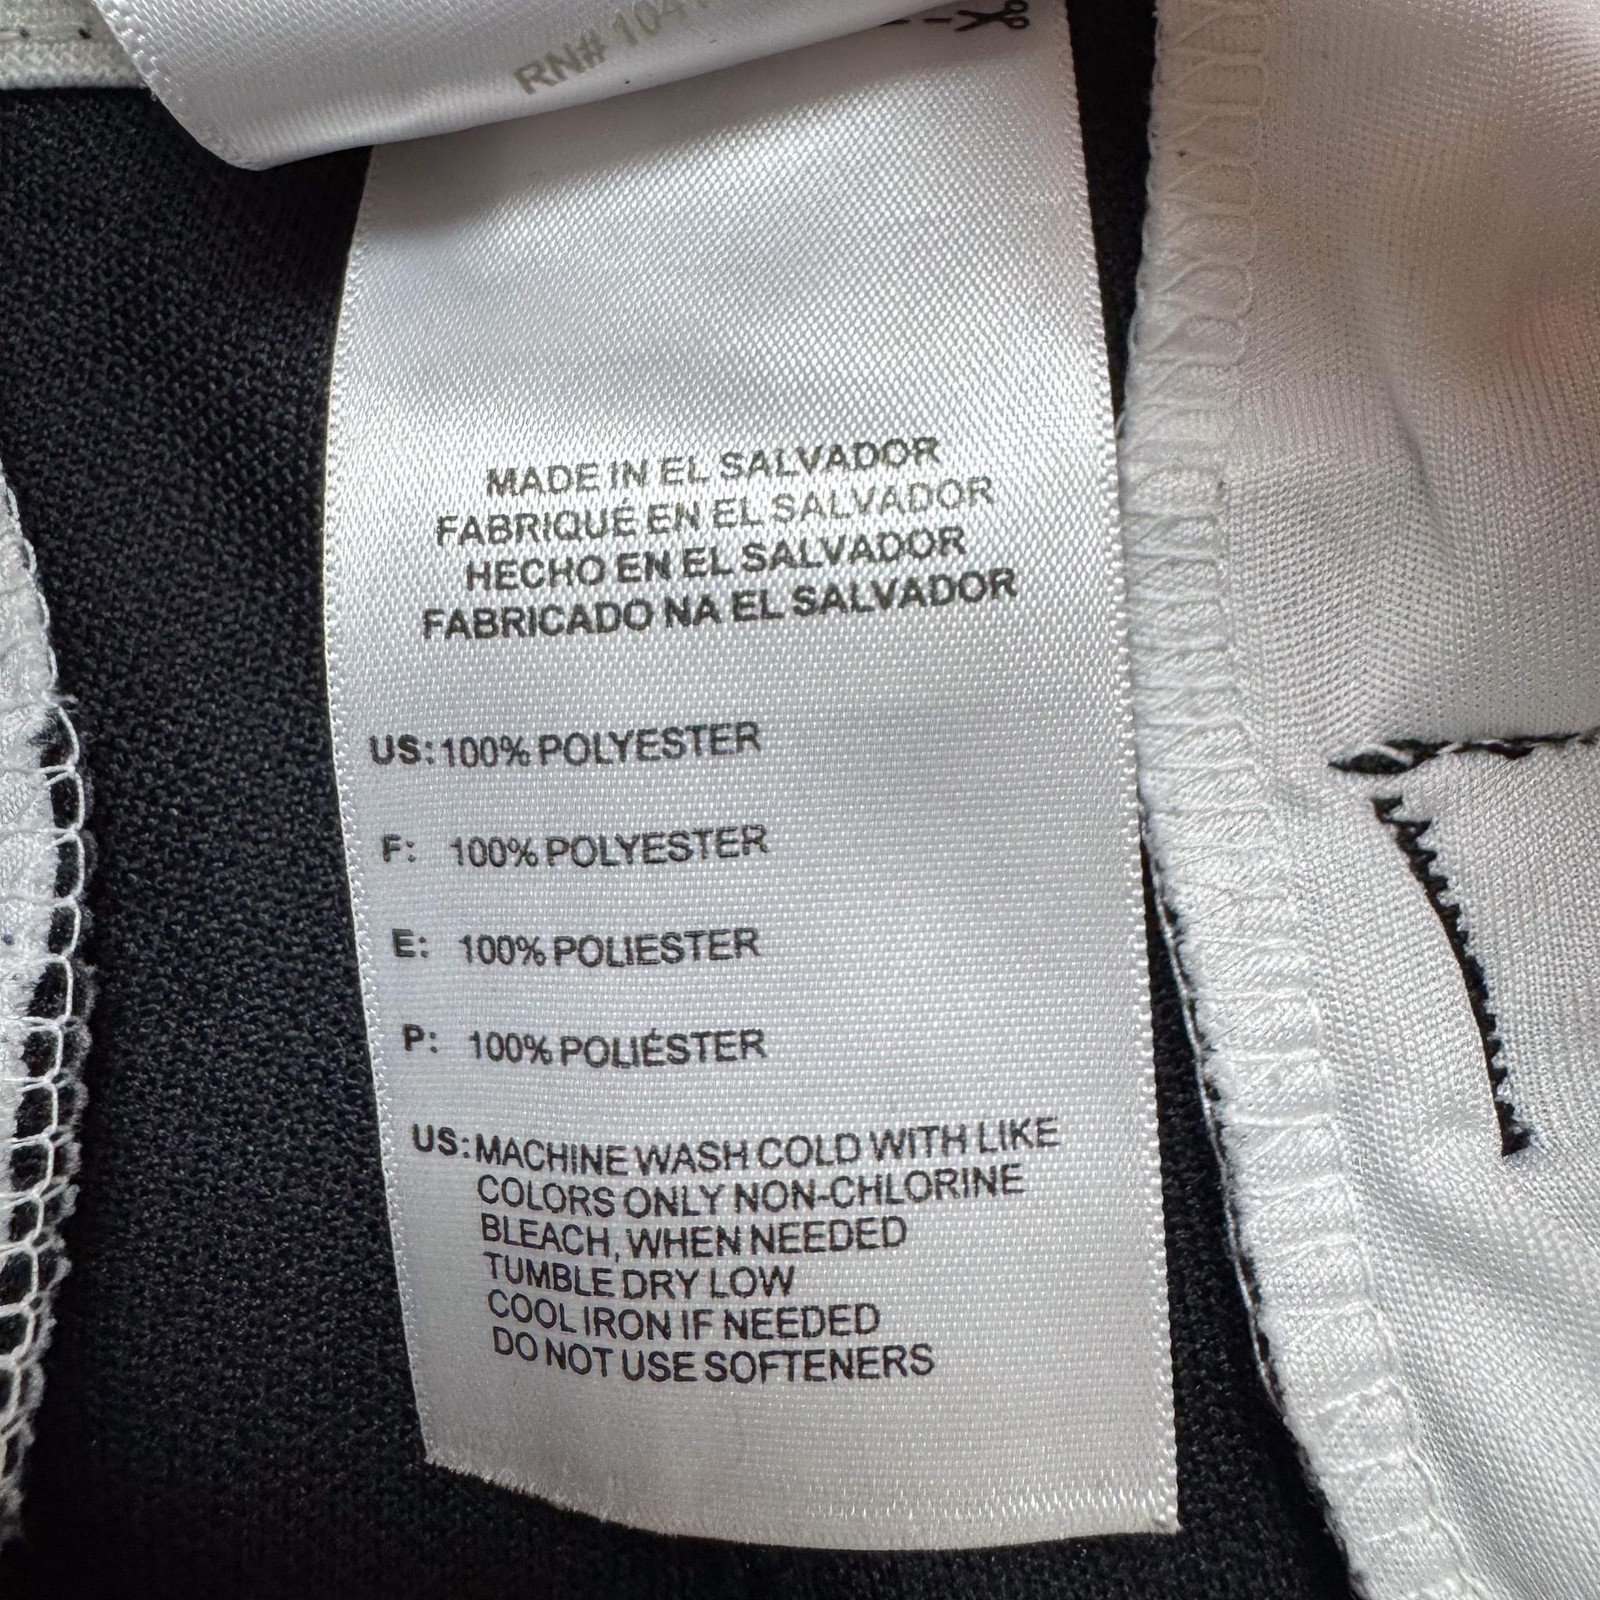 RN# 104
MADE IN EL SALVADOR
FABRIQUÉ EN EL SALVADOR
HECHO EN EL SALVADOR
FABRICADO NA EL SALVADOR
US: 100% POLYESTER
F: 100% POLYESTER
E: 100% POLIESTER
P: 100% POLIÉSTER
US: MACHINE WASH COLD WITH LIKE
COLORS ONLY NON-CHLORINE
BLEACH, WHEN NEEDED
TUMBLE DRY LOW
COOL IRON IF NEEDED
DO NOT USE SOFTENERS